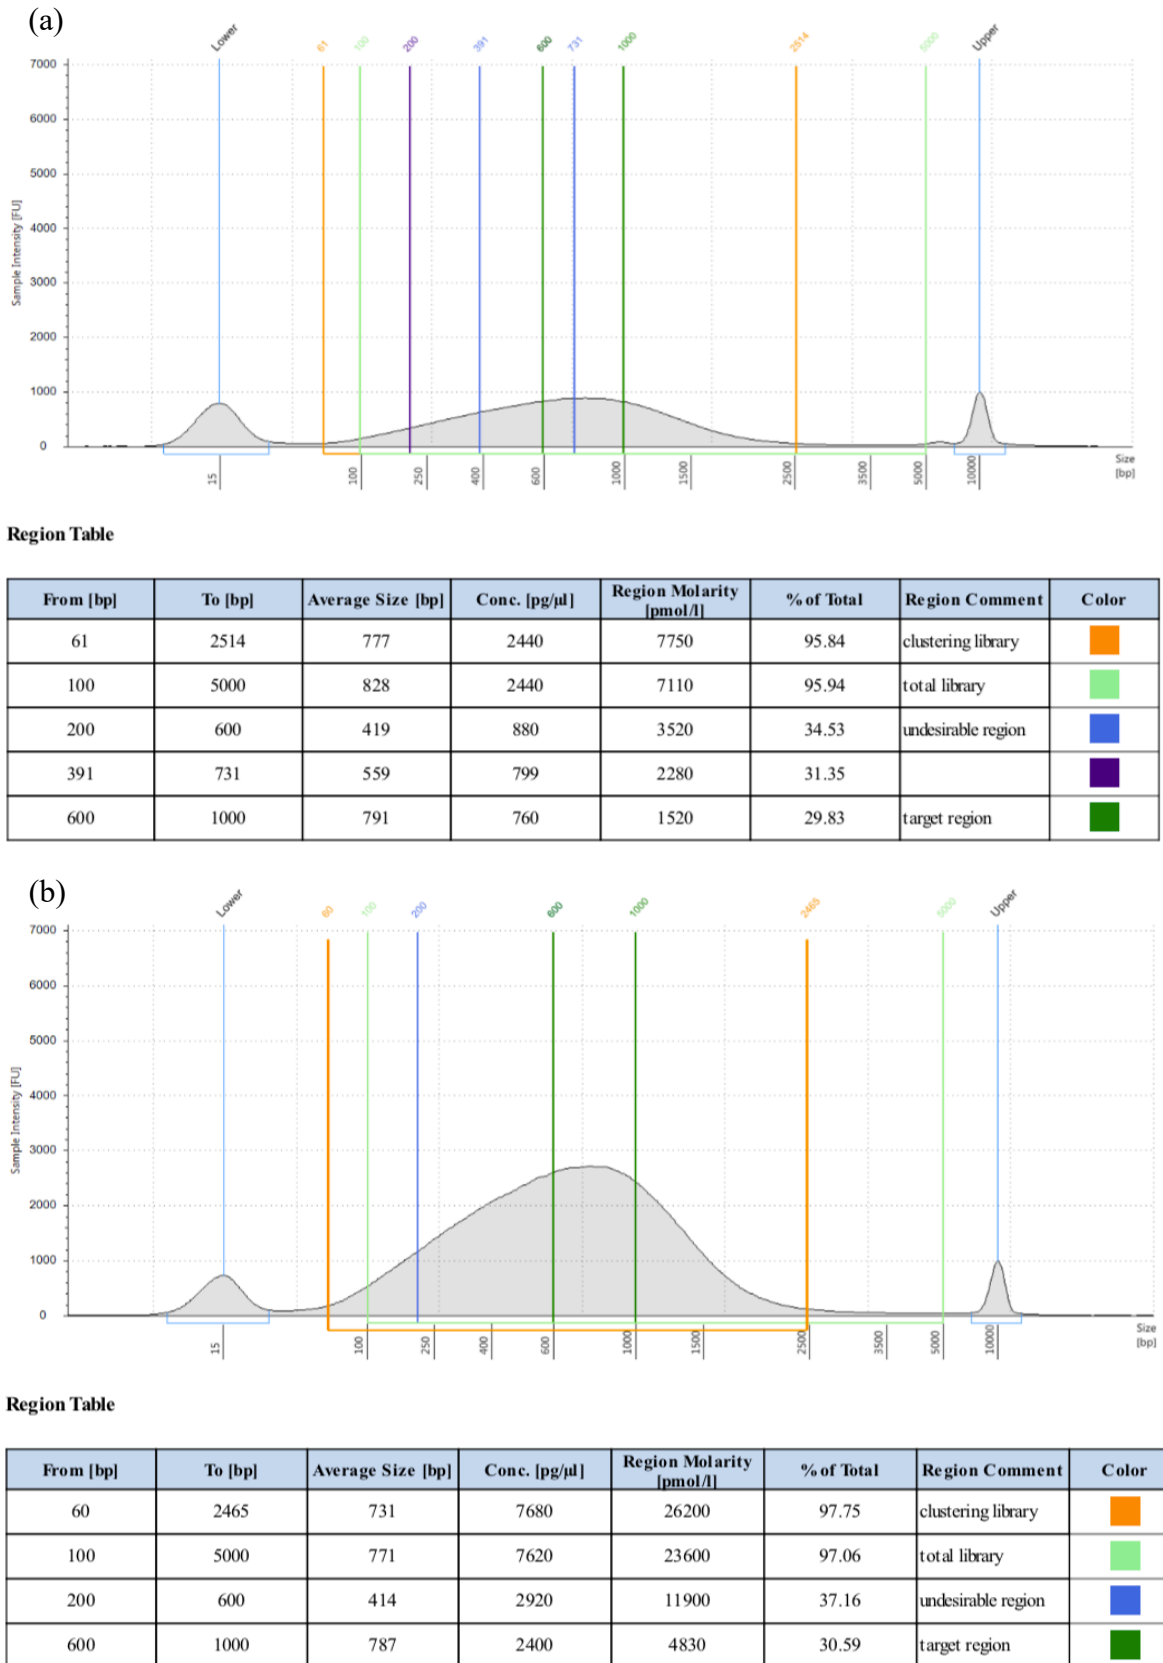 (a)
Lower 61 100 200 391 600 731 1000 2514 5000 Upper
7000
6000
5000
4000
3000
2000
1000
0
Sample Intensity [FU]
15 100 250 400 600 1000 1500 2500 3500 5000 10000 Size [bp]
Region Table
From [bp] To [bp] Average Size [bp] Conc. [pg/µl] Region Molarity [pmol/l] % of Total Region Comment Color
61 2514 777 2440 7750 95.84 clustering library
100 5000 828 2440 7110 95.94 total library
200 600 419 880 3520 34.53 undesirable region
391 731 559 799 2280 31.35
600 1000 791 760 1520 29.83 target region
(b)
Lower 60 100 200 600 1000 2465 5000 Upper
7000
6000
5000
4000
3000
2000
1000
0
Sample Intensity [FU]
15 100 250 400 600 1000 1500 2500 3500 5000 10000 Size [bp]
Region Table
From [bp] To [bp] Average Size [bp] Conc. [pg/µl] Region Molarity [pmol/l] % of Total Region Comment Color
60 2465 731 7680 26200 97.75 clustering library
100 5000 771 7620 23600 97.06 total library
200 600 414 2920 11900 37.16 undesirable region
600 1000 787 2400 4830 30.59 target region